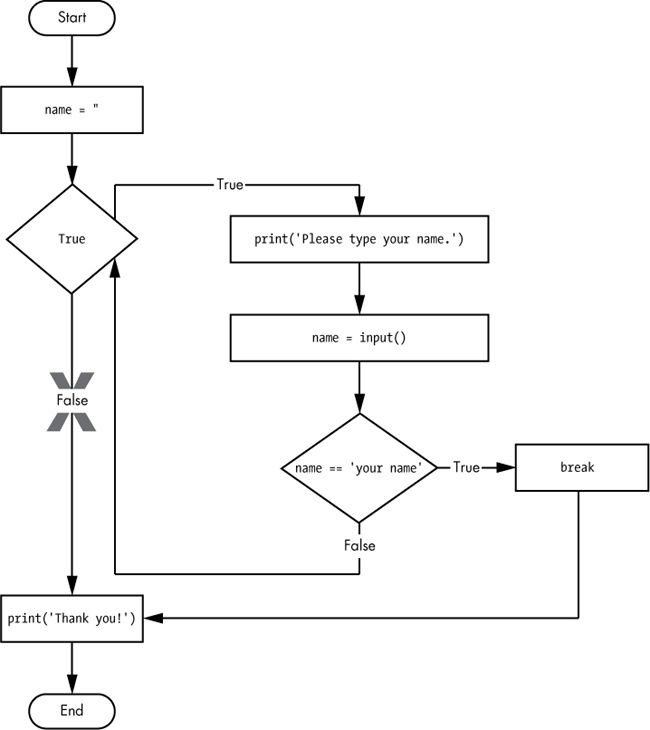 Start
name = "
True
True
print('Please type your name.')
name = input()
False
name == 'your name'
True
break
False
print('Thank you!')
End